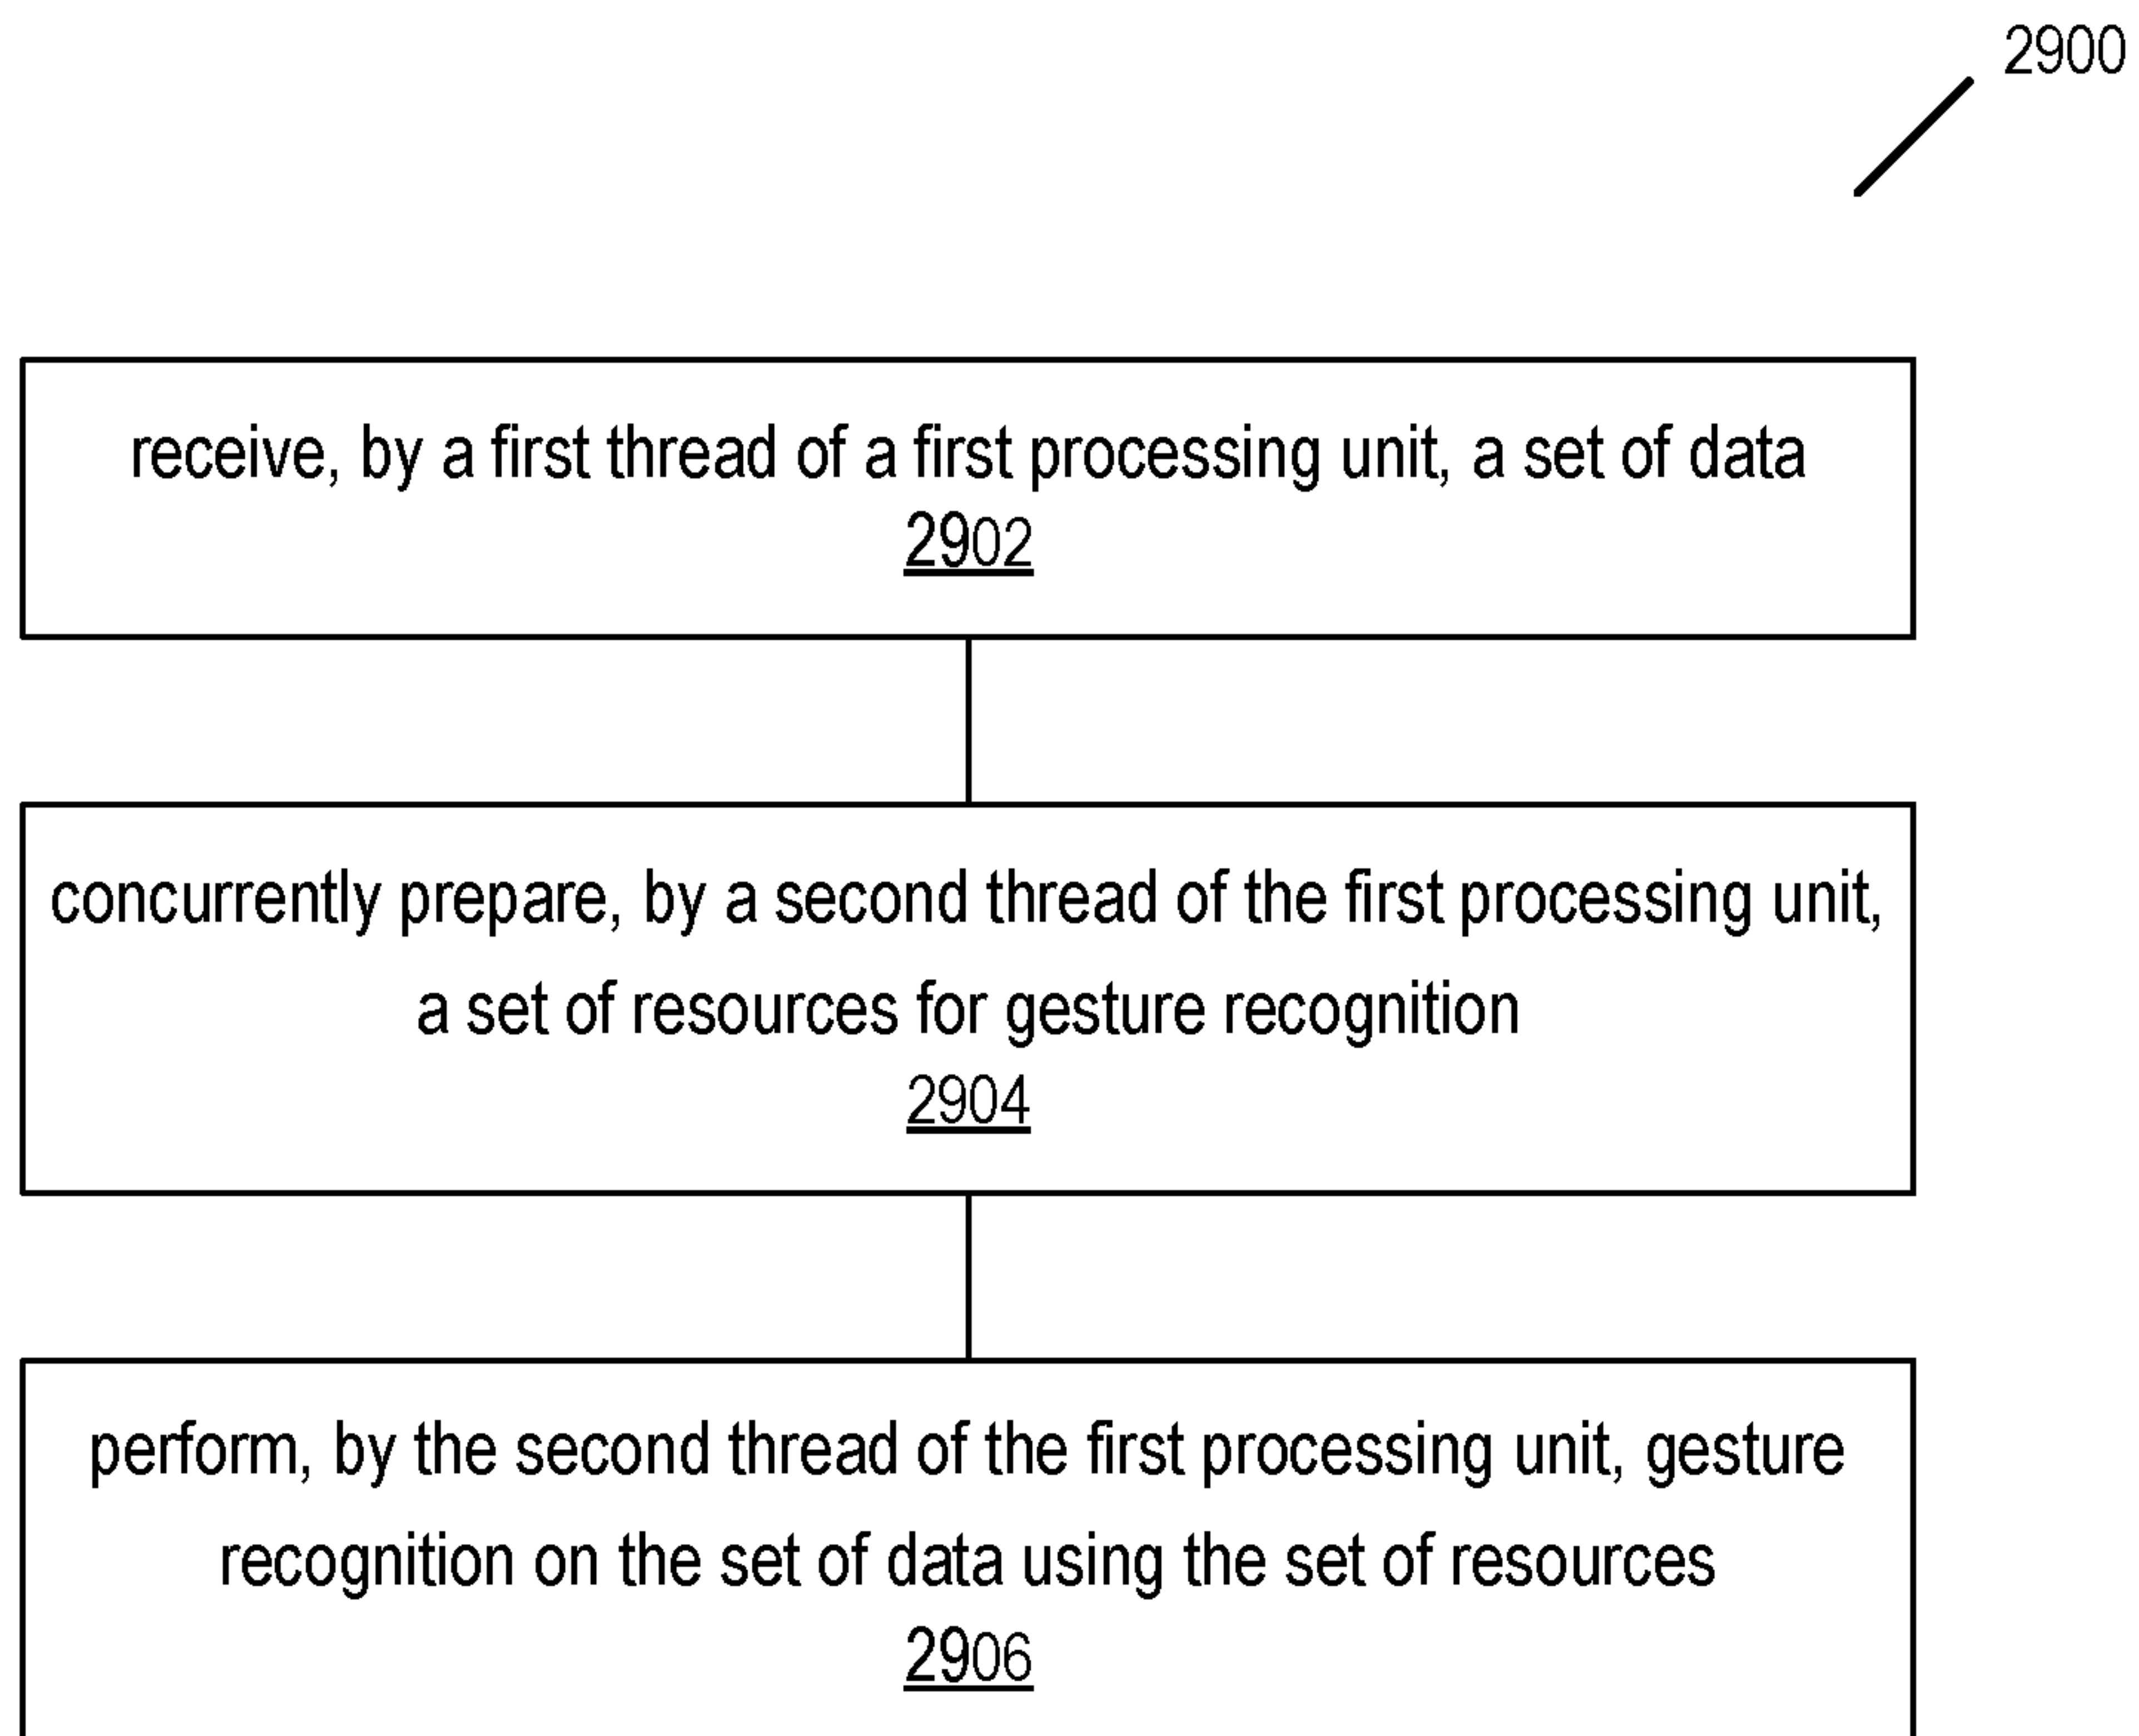 2900
receive, by a first thread of a first processing unit, a set of data
2902
concurrently prepare, by a second thread of the first processing unit,
a set of resources for gesture recognition
2904
perform, by the second thread of the first processing unit, gesture
recognition on the set of data using the set of resources
2906